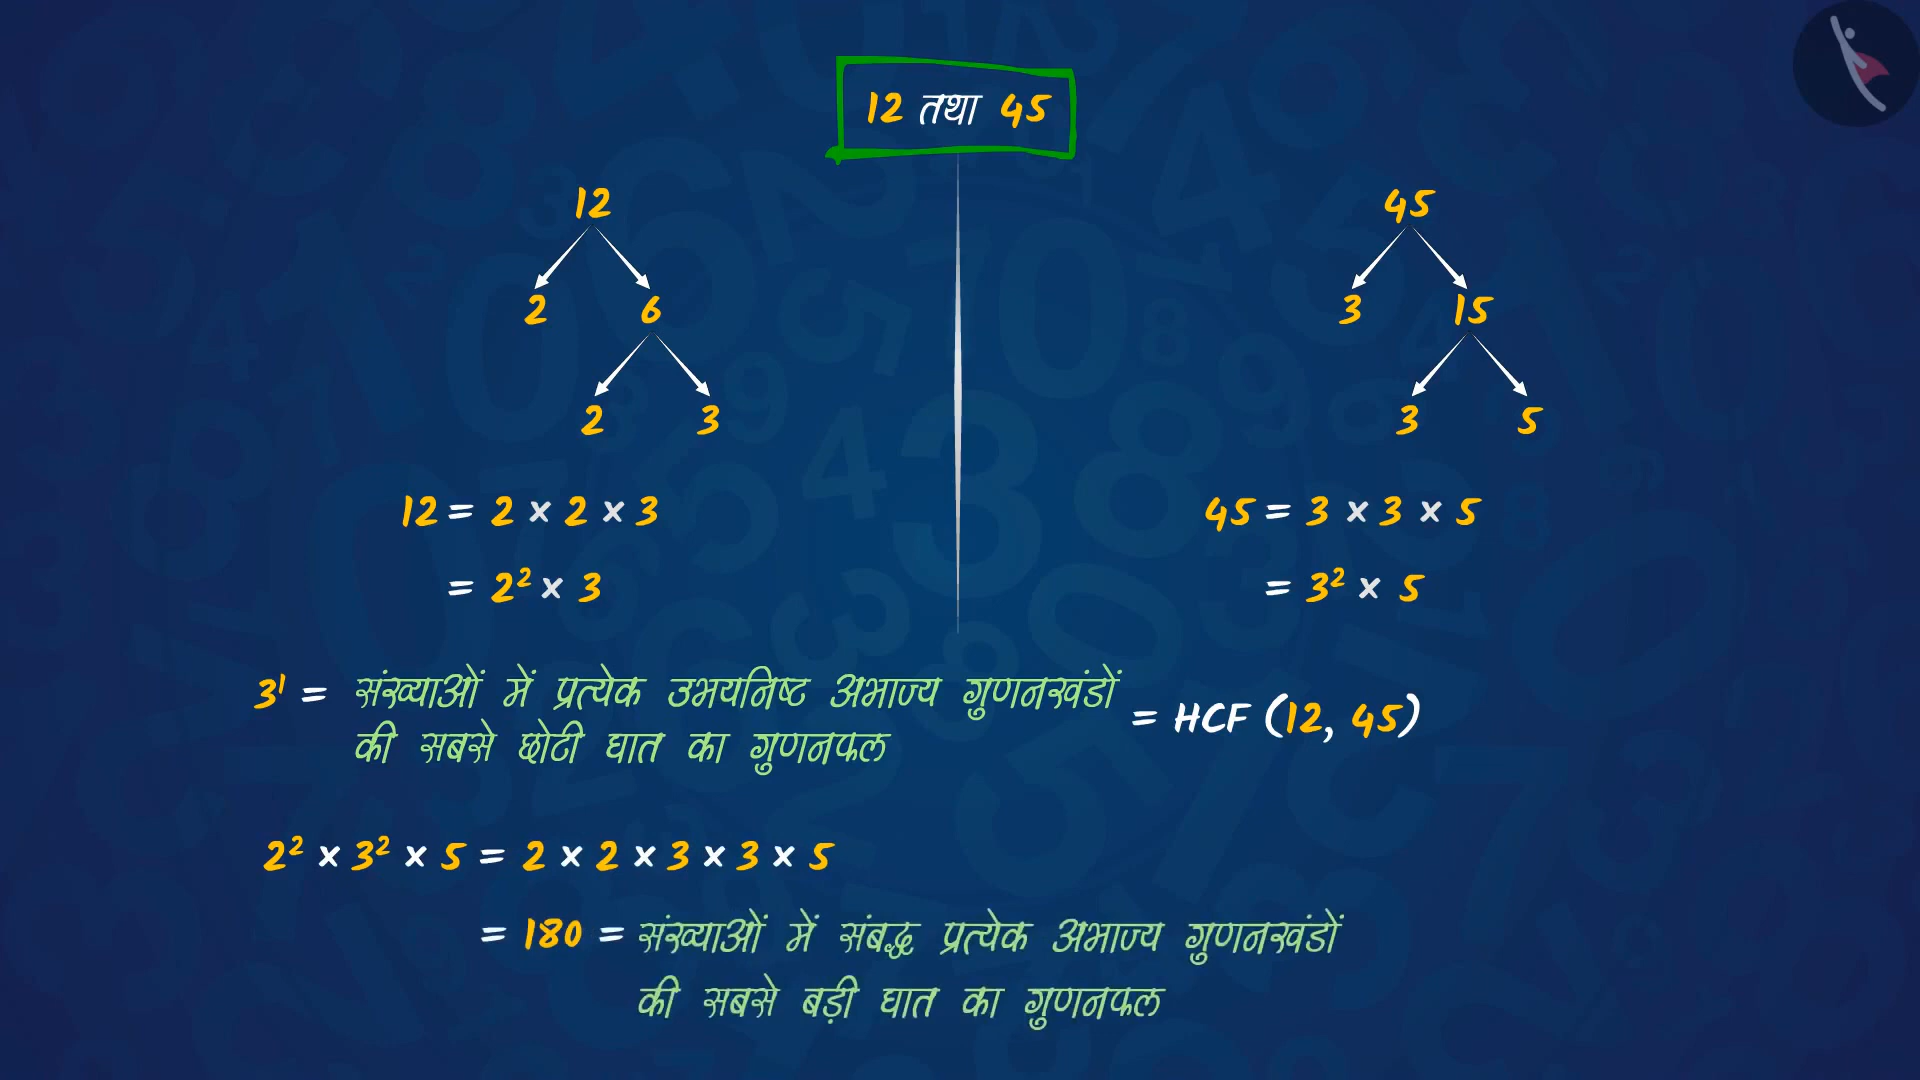 12 तथा 45
12
2 6
2 3
12 = 2 × 2 × 3
= 2² × 3
45
3 15
3 5
45 = 3 × 3 × 5
= 3² × 5
3¹ = संख्याओं में प्रत्येक उभयनिष्ट अभाज्य गुणनखंडों
की सबसे छोटी घात का गुणनफल
= HCF (12, 45)
2² × 3² × 5 = 2 × 2 × 3 × 3 × 5
= 180 = संख्याओं में संबद्ध प्रत्येक अभाज्य गुणनखंडों
की सबसे बड़ी घात का गुणनफल